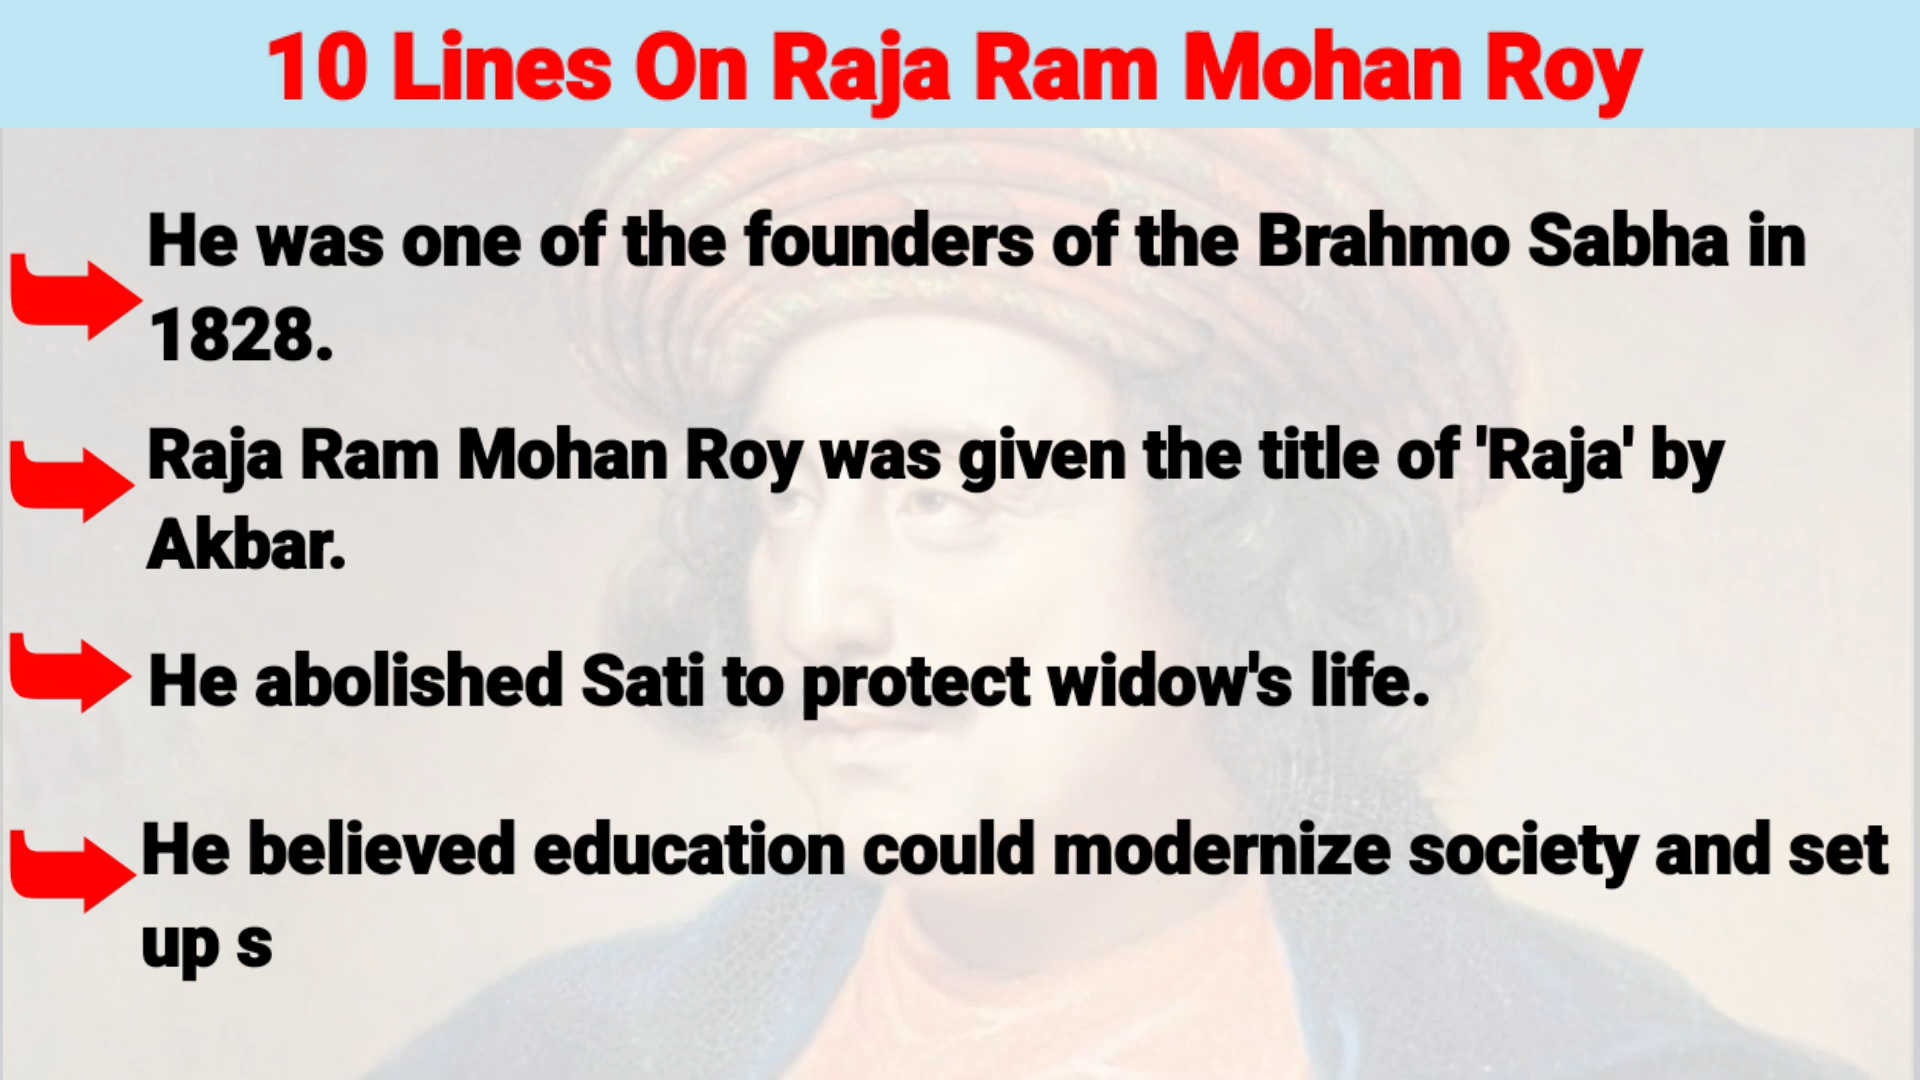 10 Lines On Raja Ram Mohan Roy
He was one of the founders of the Brahmo Sabha in
1828.
Raja Ram Mohan Roy was given the title of 'Raja' by
Akbar.
He abolished Sati to protect widow's life.
He believed education could modernize society and set
up s